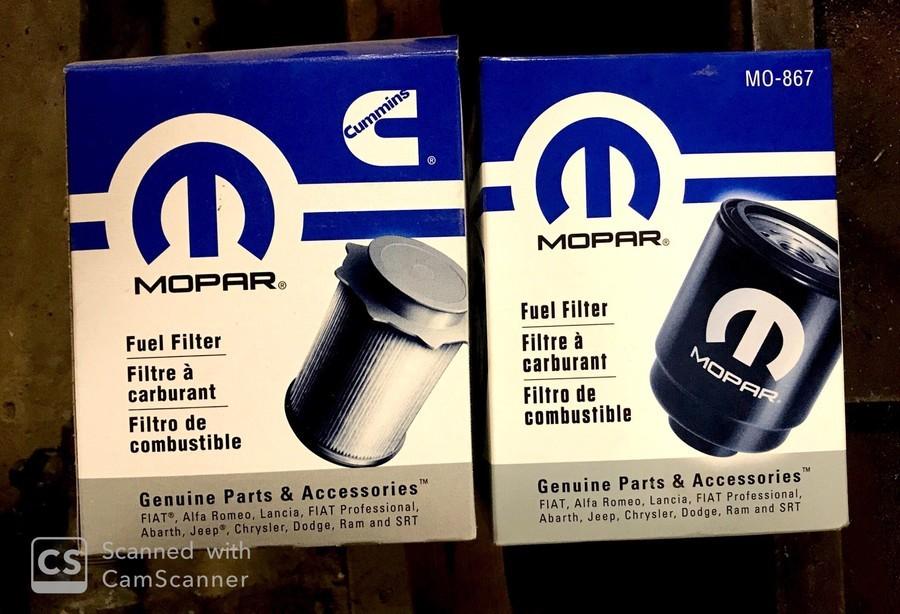 Cummins
®
MOPAR®
Fuel Filter
Filtre à
carburant
Filtro de
combustible
Genuine Parts & Accessories™
FIAT®, Alfa Romeo, Lancia, FIAT Professional,
Abarth, Jeep®, Chrysler, Dodge, Ram and SRT
MO-867
MOPAR®
Fuel Filter
Filtre à
carburant
Filtro de
combustible
MOPAR
Genuine Parts & Accessories™
FIAT, Alfa Romeo, Lancia, FIAT Professional,
Abarth, Jeep, Chrysler, Dodge, Ram and SRT
CS Scanned with
CamScanner